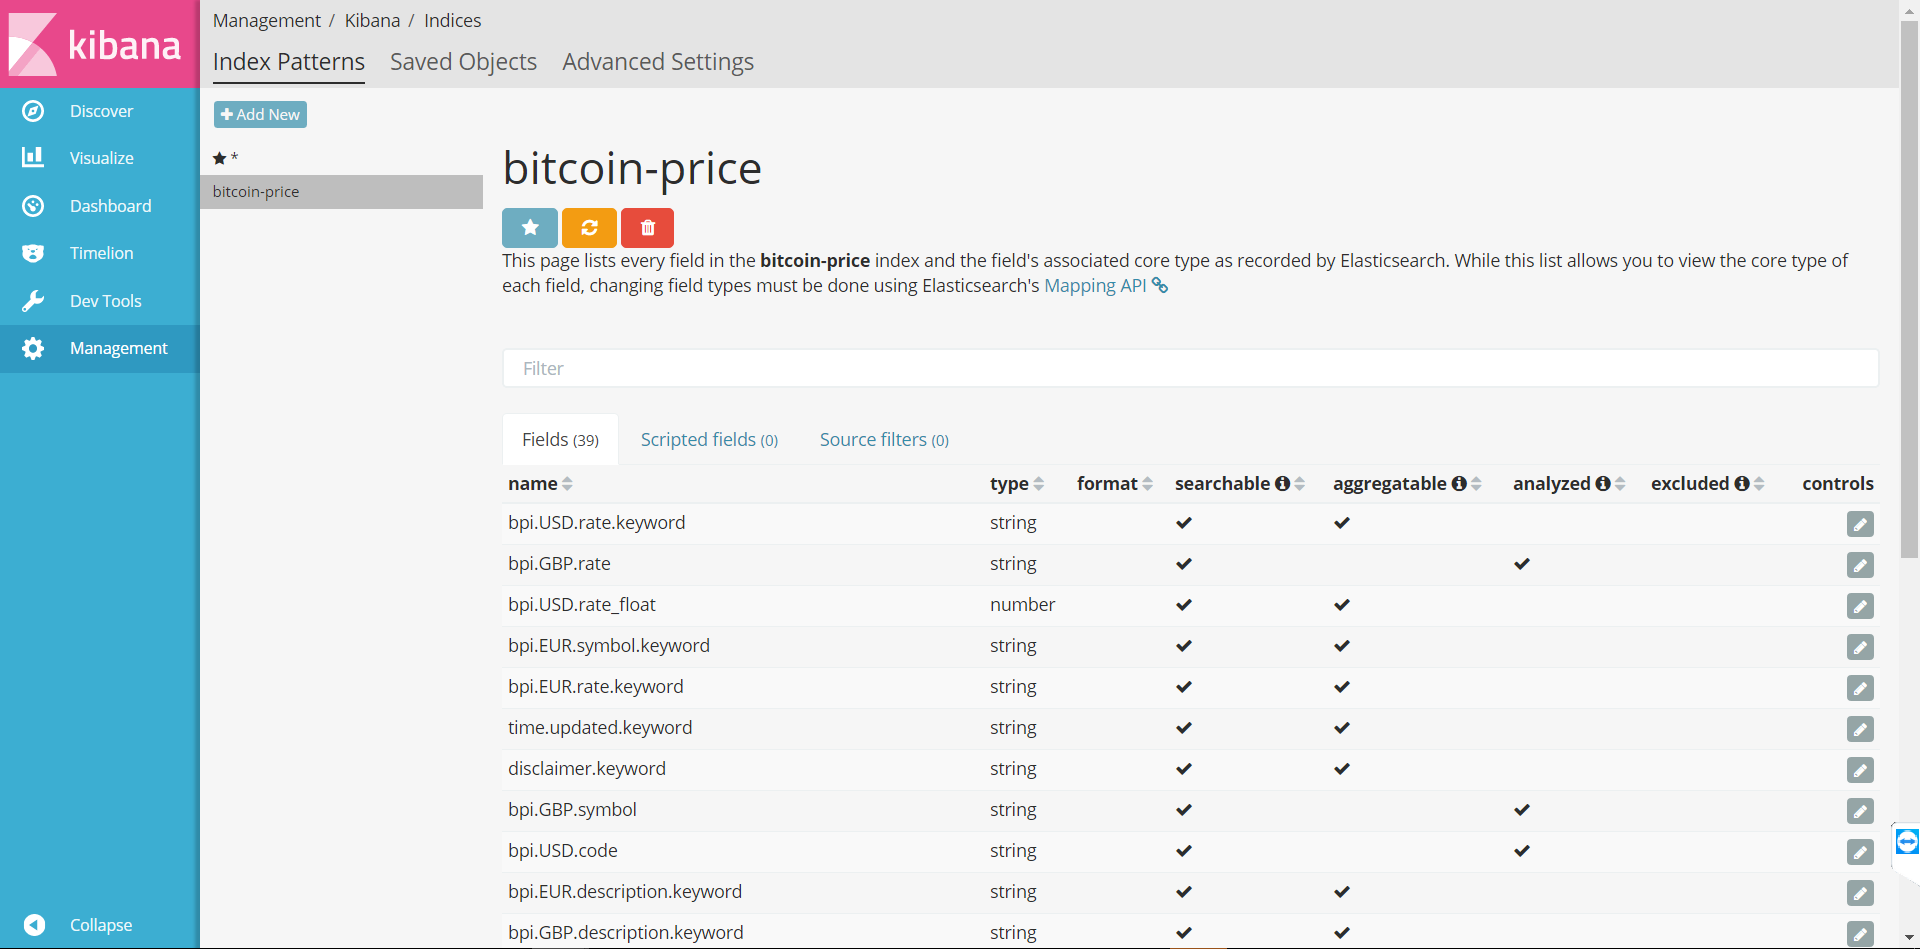 kibana
Discover
Visualize
Dashboard
Timelion
Dev Tools
Management
Collapse
Management / Kibana / Indices
Index Patterns Saved Objects Advanced Settings
Add New
*
bitcoin-price
bitcoin-price
This page lists every field in the bitcoin-price index and the field's associated core type as recorded by Elasticsearch. While this list allows you to view the core type of
each field, changing field types must be done using Elasticsearch's Mapping API
Filter
Fields (39) Scripted fields (0) Source filters (0)
name type format searchable aggregatable analyzed excluded controls
bpi.USD.rate.keyword string
bpi.GBP.rate string
bpi.USD.rate_float number
bpi.EUR.symbol.keyword string
bpi.EUR.rate.keyword string
time.updated.keyword string
disclaimer.keyword string
bpi.GBP.symbol string
bpi.USD.code string
bpi.EUR.description.keyword string
bpi.GBP.description.keyword string